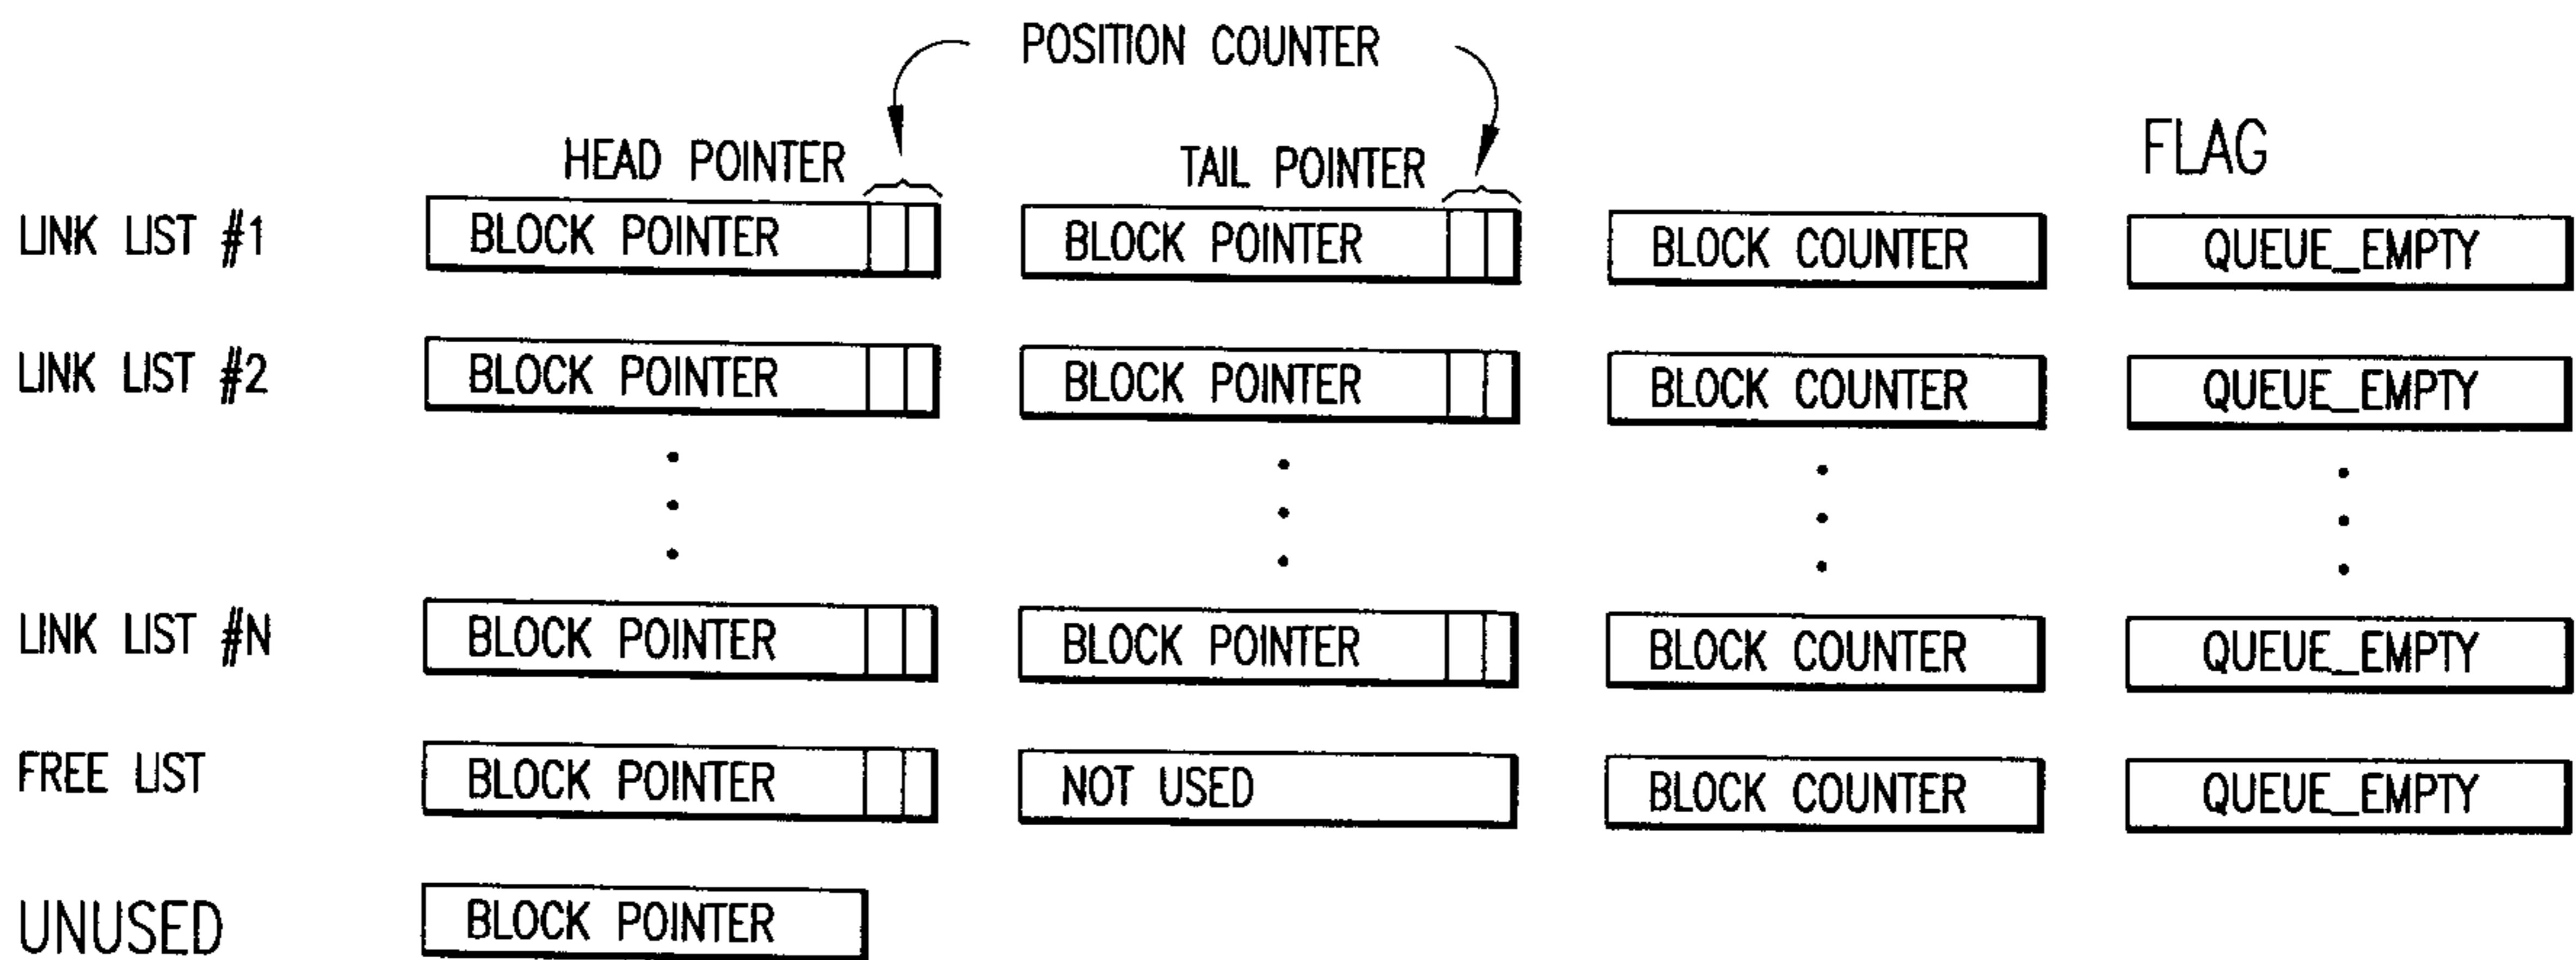 POSITION COUNTER
HEAD POINTER TAIL POINTER FLAG
LINK LIST #1 BLOCK POINTER BLOCK POINTER BLOCK COUNTER QUEUE_EMPTY
LINK LIST #2 BLOCK POINTER BLOCK POINTER BLOCK COUNTER QUEUE_EMPTY
LINK LIST #N BLOCK POINTER BLOCK POINTER BLOCK COUNTER QUEUE_EMPTY
FREE LIST BLOCK POINTER NOT USED BLOCK COUNTER QUEUE_EMPTY
UNUSED BLOCK POINTER